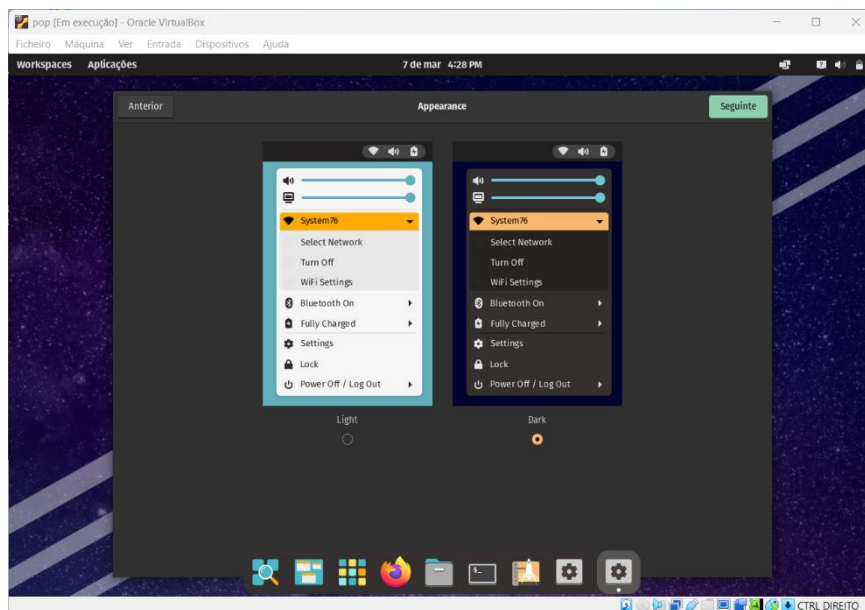 pop [Em execução] - Oracle VirtualBox
Ficheiro Máquina Ver Entrada Dispositivos Ajuda
Workspaces Aplicações 7 de mar 4:28 PM
Anterior Appearance Seguinte
System76
Select Network
Turn Off
WiFi Settings
Bluetooth On
Fully Charged
Settings
Lock
Power Off / Log Out
Light
System76
Select Network
Turn Off
WiFi Settings
Bluetooth On
Fully Charged
Settings
Lock
Power Off / Log Out
Dark
CTRL DIREITO